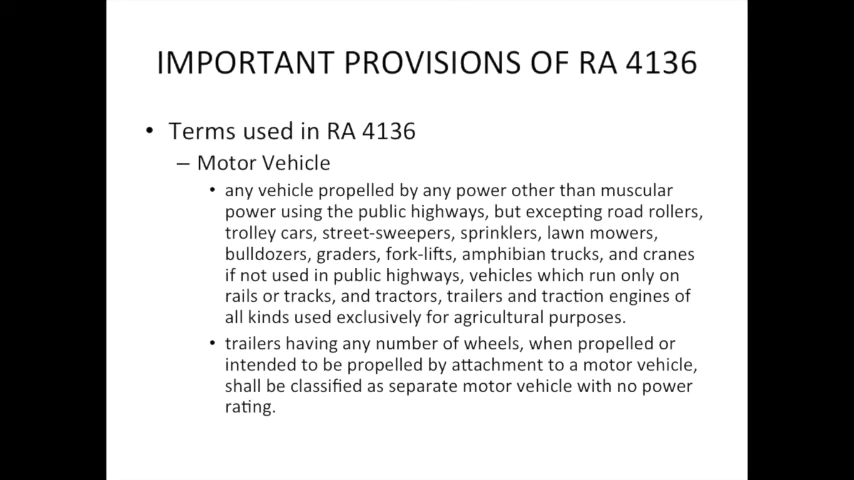 IMPORTANT PROVISIONS OF RA 4136
• Terms used in RA 4136
– Motor Vehicle
• any vehicle propelled by any power other than muscular
power using the public highways, but excepting road rollers,
trolley cars, street-sweepers, sprinklers, lawn mowers,
bulldozers, graders, fork-lifts, amphibian trucks, and cranes
if not used in public highways, vehicles which run only on
rails or tracks, and tractors, trailers and traction engines of
all kinds used exclusively for agricultural purposes.
• trailers having any number of wheels, when propelled or
intended to be propelled by attachment to a motor vehicle,
shall be classified as separate motor vehicle with no power
rating.